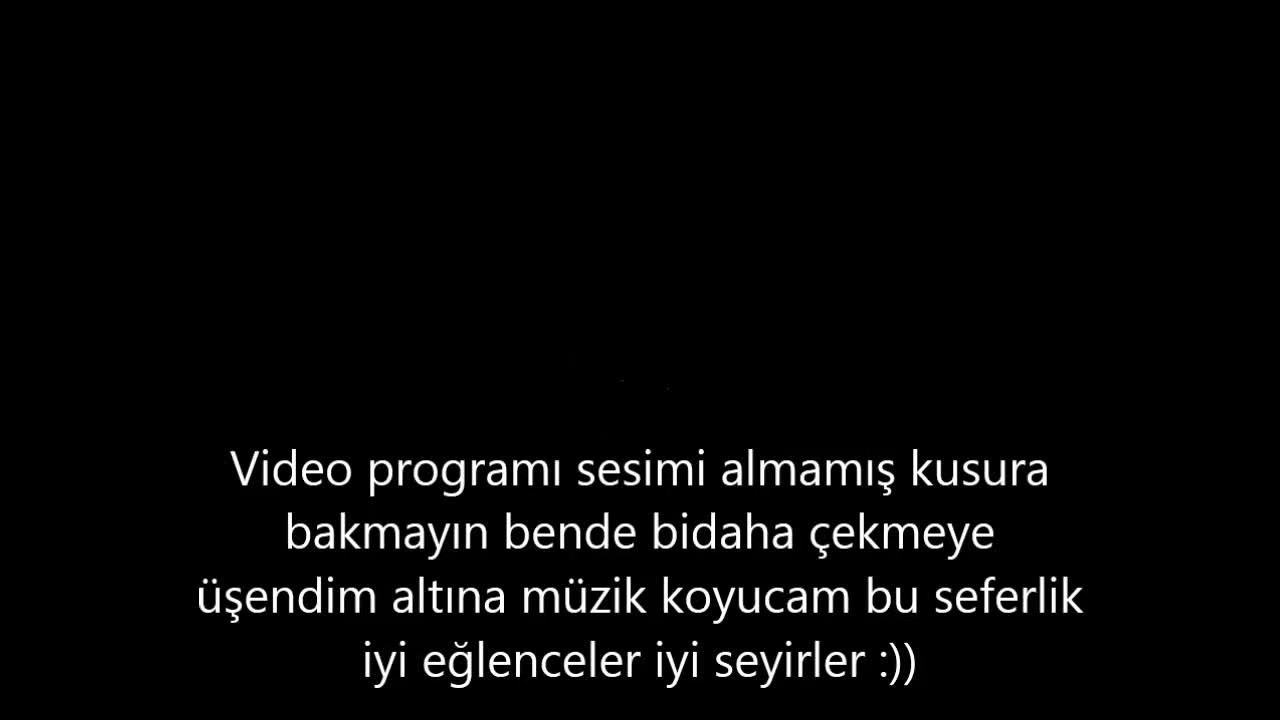 Video programı sesimi almamış kusura
bakmayın bende bidaha çekmeye
üşendim altına müzik koyucam bu seferlik
iyi eğlenceler iyi seyirler :))